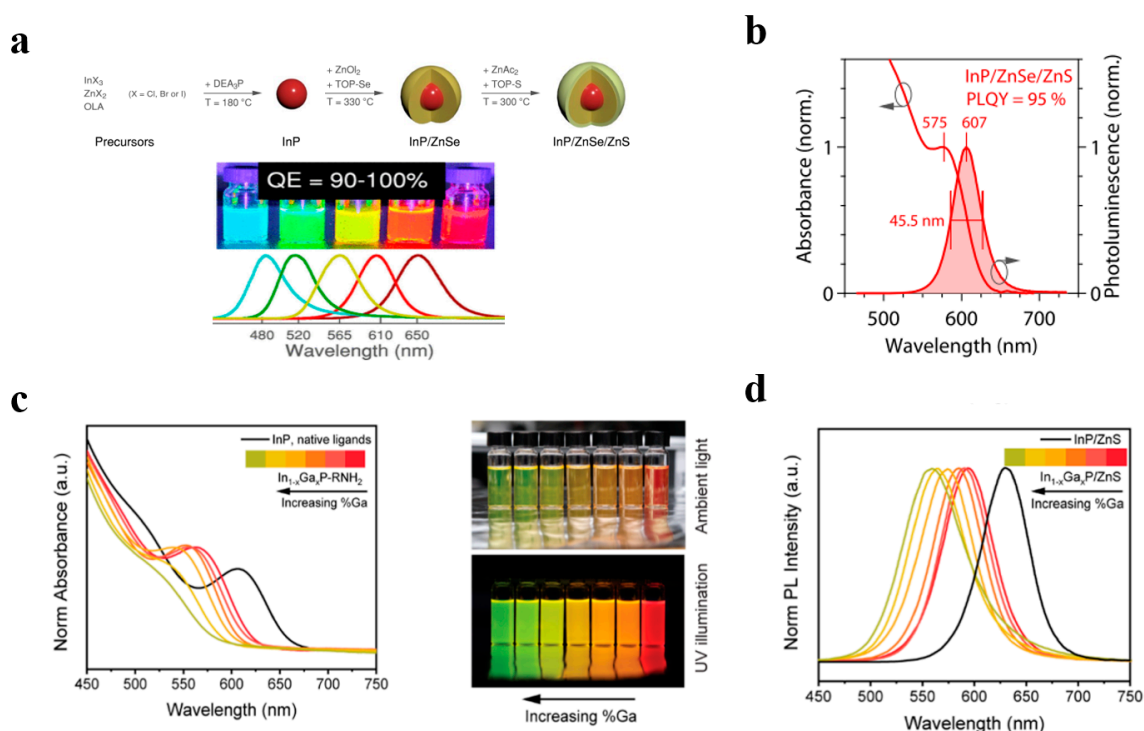 a
InX3
ZnX2
OLA
(X = Cl, Br or I)
+ DEA3P
T = 180 °C
+ ZnOl2
+ TOP-Se
T = 330 °C
+ ZnAc2
+ TOP-S
T = 300 °C
Precursors
InP
InP/ZnSe
InP/ZnSe/ZnS
QE = 90-100%
480 520 565 610 650
Wavelength (nm)
b
InP/ZnSe/ZnS
PLQY = 95 %
575 607
45.5 nm
Absorbance (norm.)
1
0
Photoluminescence (norm.)
1
0
500 600 700
Wavelength (nm)
c
InP, native ligands
In1-xGaxP-RNH2
Increasing %Ga
Norm Absorbance (a.u.)
450 500 550 600 650 700 750
Wavelength (nm)
Ambient light
UV illumination
Increasing %Ga
d
InP/ZnS
In1-xGaxP/ZnS
Increasing %Ga
Norm PL Intensity (a.u.)
450 500 550 600 650 700 750
Wavelength (nm)